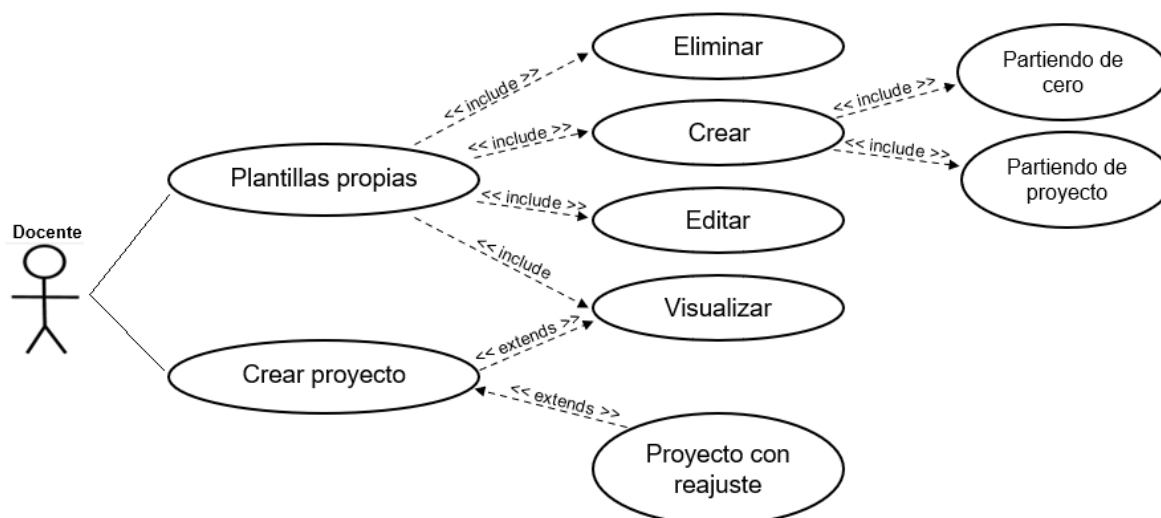 Eliminar
<< include >>
Partiendo de
cero
<< include >>
<< include >>
Crear
<< include >>
Partiendo de
proyecto
Plantillas propias
<< include >>
Editar
Docente
<< include
Visualizar
<< extends >>
Crear proyecto
<< extends >>
Proyecto con
reajuste